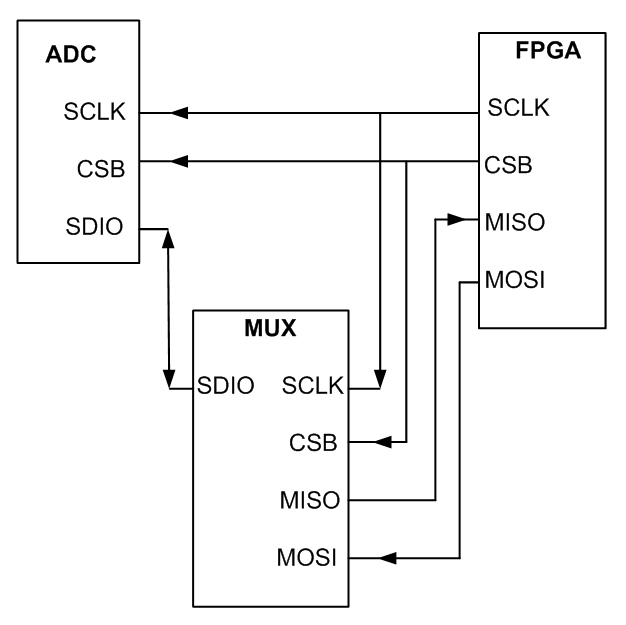 ADC
SCLK
CSB
SDIO
FPGA
SCLK
CSB
MISO
MOSI
MUX
SDIO SCLK
CSB
MISO
MOSI